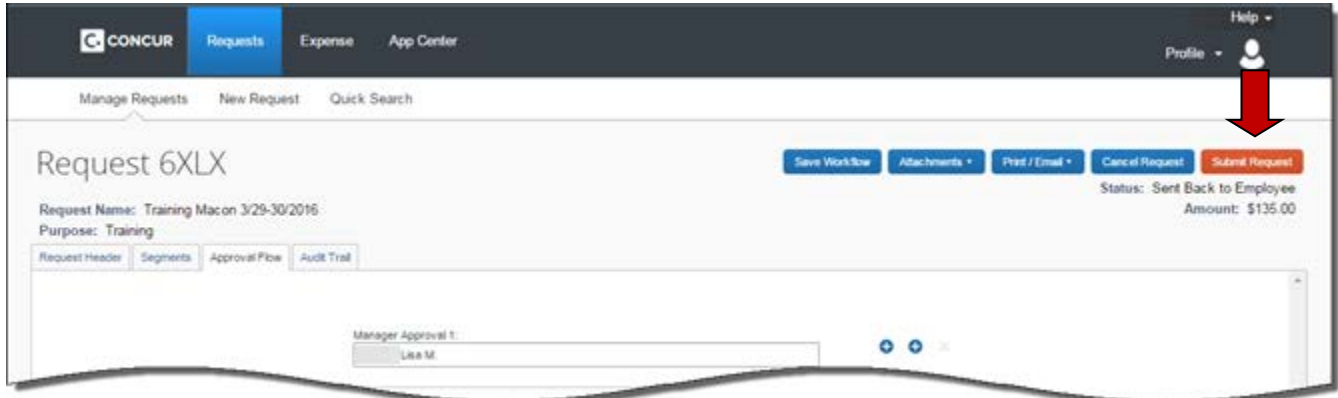 Help
C. CONCUR Requests Expense App Center
Profile
Manage Requests New Request Quick Search
Request 6XLX
Save Workflow Attachments Print / Email Cancel Request Submit Request
Status: Sent Back to Employee
Request Name: Training Macon 3/29-30/2016
Amount: $135.00
Purpose: Training
Request Header Segments Approval Flow Audit Trail
Manager Approval 1:
Lisa M.